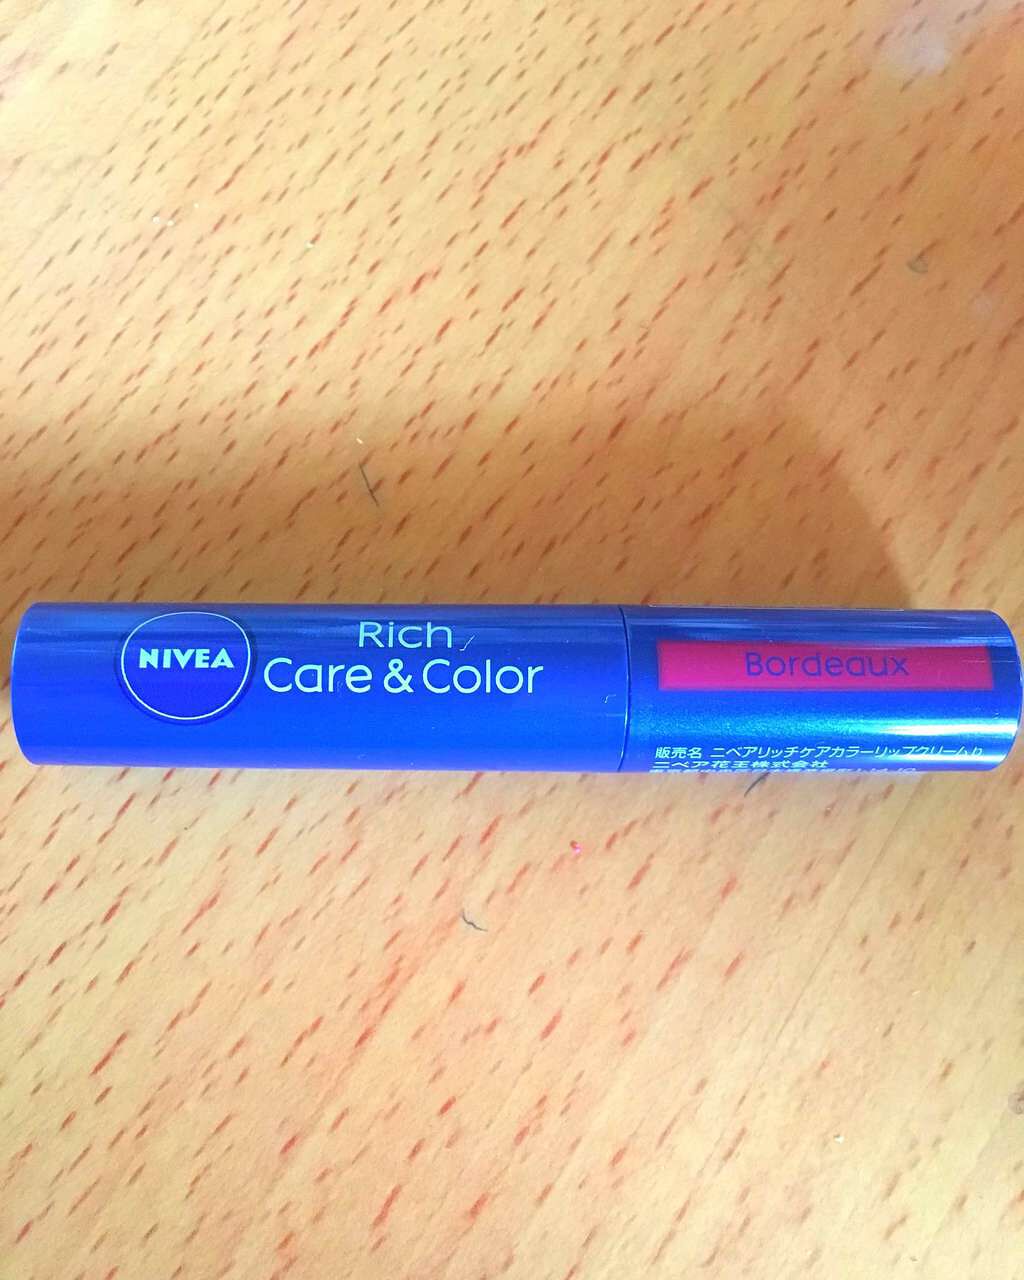 NIVEA
Rich
Care & Color
Bordeaux
販売名 ニベアリッチケアカラーリップクリームb
ニベア花王株式会社